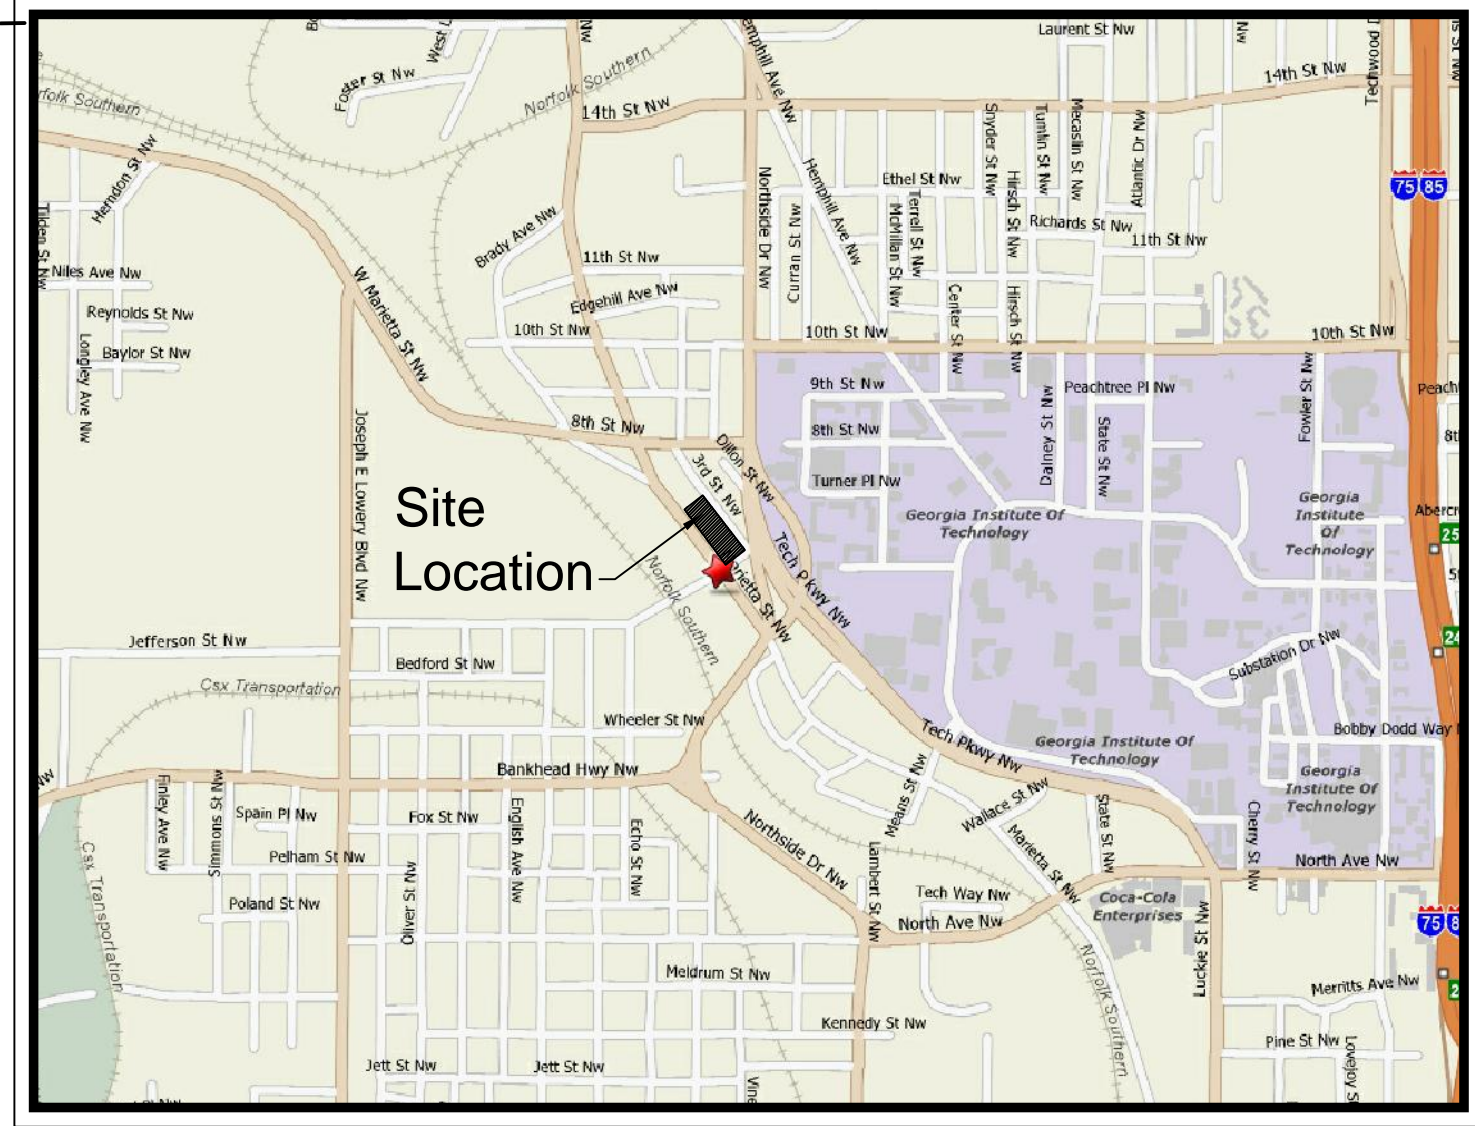 Laurent St Nw
14th St Nw
Foster St Nw
Norfolk Southern
Hemphill Ave Nw
14th St Nw
Snyder St Nw
Tumlin St Nw
Mecaslin St Nw
Atlantic Dr Nw
75 85
Herndon St Nw
Northside Dr Nw
Hemphill Ave Nw
Ethel St Nw
Hirsch St Nw
Terrell St Nw
McMillan St Nw
Curran St Nw
Richards St Nw
11th St Nw
Tilden St Nw
Brady Ave Nw
11th St Nw
Niles Ave Nw
W Marietta St Nw
Edgehill Ave Nw
Center St Nw
Hirsch St Nw
Reynolds St Nw
10th St Nw
10th St Nw
10th St Nw
Longley Ave Nw
Baylor St Nw
9th St Nw
Peachtree Pl Nw
Fowler St Nw
Joseph E Lowery Blvd Nw
8th St Nw
8th St Nw
Dalney St Nw
State St Nw
Dillon St Nw
3rd St Nw
Turner Pl Nw
Site
Location
Georgia Institute Of
Technology
Georgia
Institute
Of
Technology
25
Tech Pkwy Nw
Marietta St Nw
Norfolk Southern
Jefferson St Nw
Bedford St Nw
Substation Dr Nw
24
Csx Transportation
Wheeler St Nw
Tech Pkwy Nw
Georgia Institute Of
Technology
Bobby Dodd Way
Bankhead Hwy Nw
Georgia
Institute Of
Technology
Finley Ave Nw
Simmons St Nw
Spain Pl Nw
Fox St Nw
English Ave Nw
Echo St Nw
Northside Dr Nw
Means St Nw
Wallace St Nw
Marietta St Nw
State St Nw
Cherry St Nw
Pelham St Nw
North Ave Nw
Csx Transportation
Poland St Nw
Oliver St Nw
Lambert St Nw
Tech Way Nw
North Ave Nw
Coca-Cola
Enterprises
Luckie St Nw
75
Meldrum St Nw
Norfolk Southern
Merritts Ave Nw
Kennedy St Nw
Pine St Nw
Lovejoy St
Jett St Nw
Jett St Nw
Vine